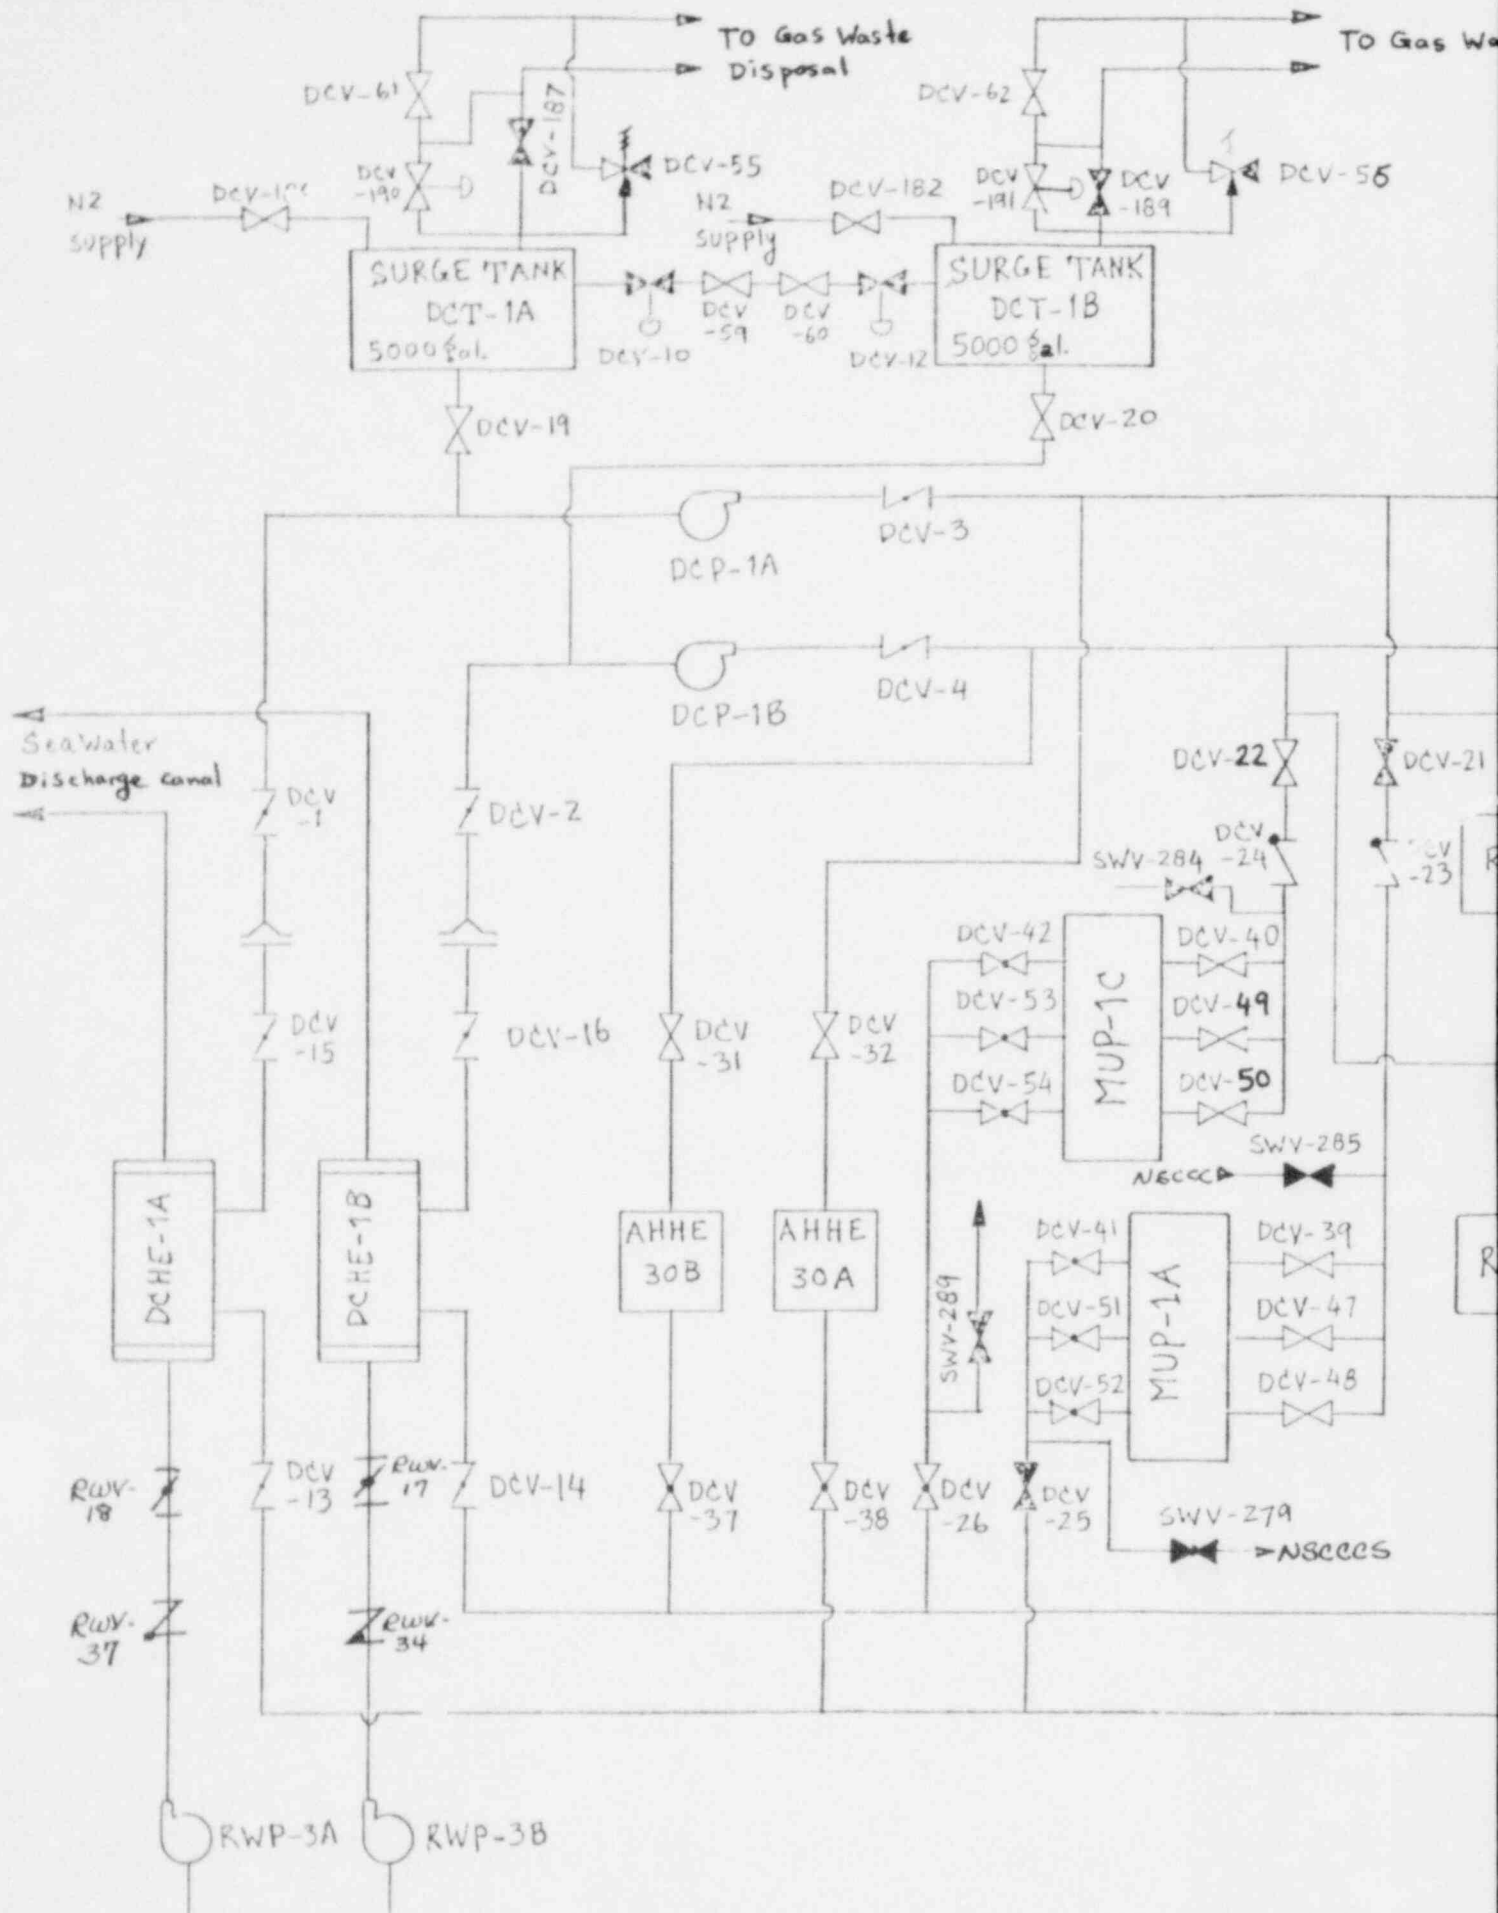 TO Gas Waste
Disposal
TO Gas Wa
DCV-61
DCV-187
DCV-55
DCV
-190
N2
supply
DCV-62
DCV
-191
DCV
-189
DCV-56
DCV-182
N2
supply
SURGE TANK
DCT-1A
5000 gal.
DCV-10
DCV
-59
DCV
-60
DCV-12
SURGE TANK
DCT-1B
5000 gal.
DCV-19
DCV-20
DCP-1A
DCV-3
DCP-1B
DCV-4
SeaWater
Discharge canal
DCV
-1
DCV-2
DCV-22
DCV-21
DCV
-24
-23
SWV-284
R
DCV
-15
DCV-16
DCV
-31
DCV
-32
DCV-42
DCV-53
DCV-54
MUP-1C
DCV-40
DCV-49
DCV-50
SWV-285
NSCCC
DCHE-1A
DCHE-1B
AHHE
30B
AHHE
30A
SWV-289
DCV-41
DCV-51
DCV-52
MUP-1A
DCV-39
DCV-47
DCV-48
R
RWV-
18
DCV
-13
RWV-
17
DCV-14
DCV
-37
DCV
-38
DCV
-26
DCV
-25
SWV-279
NSCCCS
RWV-
37
RWV-
34
RWP-3A
RWP-3B